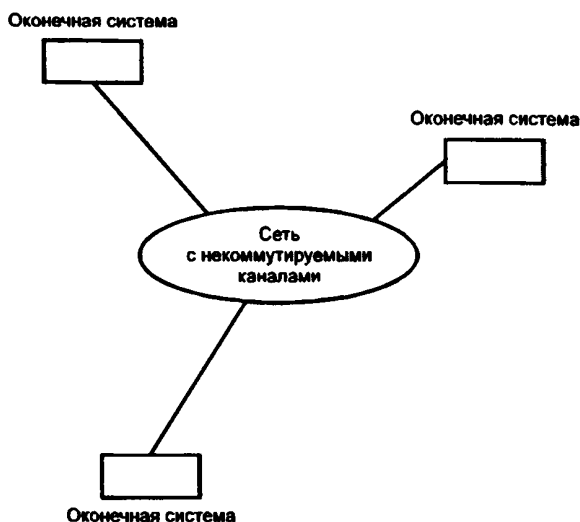 Оконечная система
Оконечная система
Сеть
с некоммутируемыми
каналами
Оконечная система